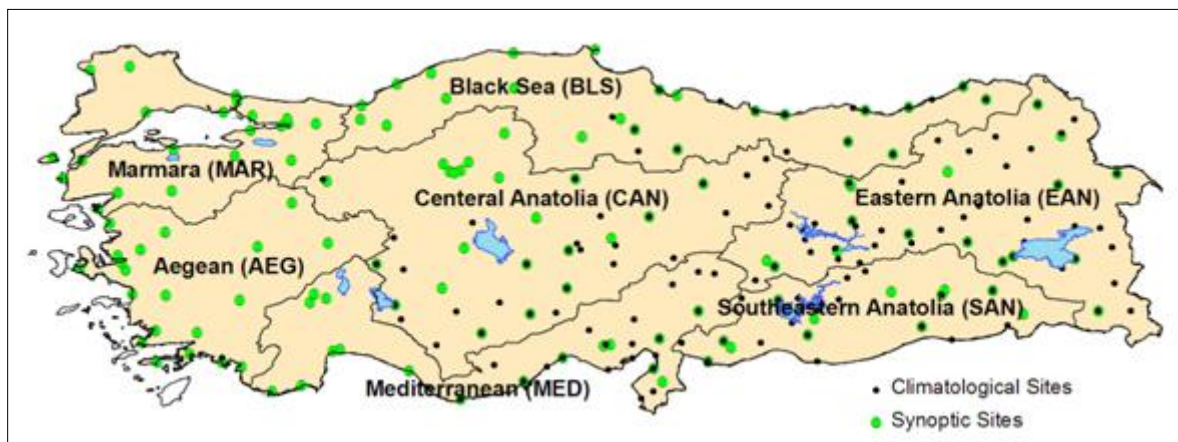 Black Sea (BLS)
Marmara (MAR)
Centeral Anatolia (CAN)
Eastern Anatolia (EAN)
Aegean (AEG)
Southeastern Anatolia (SAN)
Mediterranean (MED)
Climatological Sites
Synoptic Sites